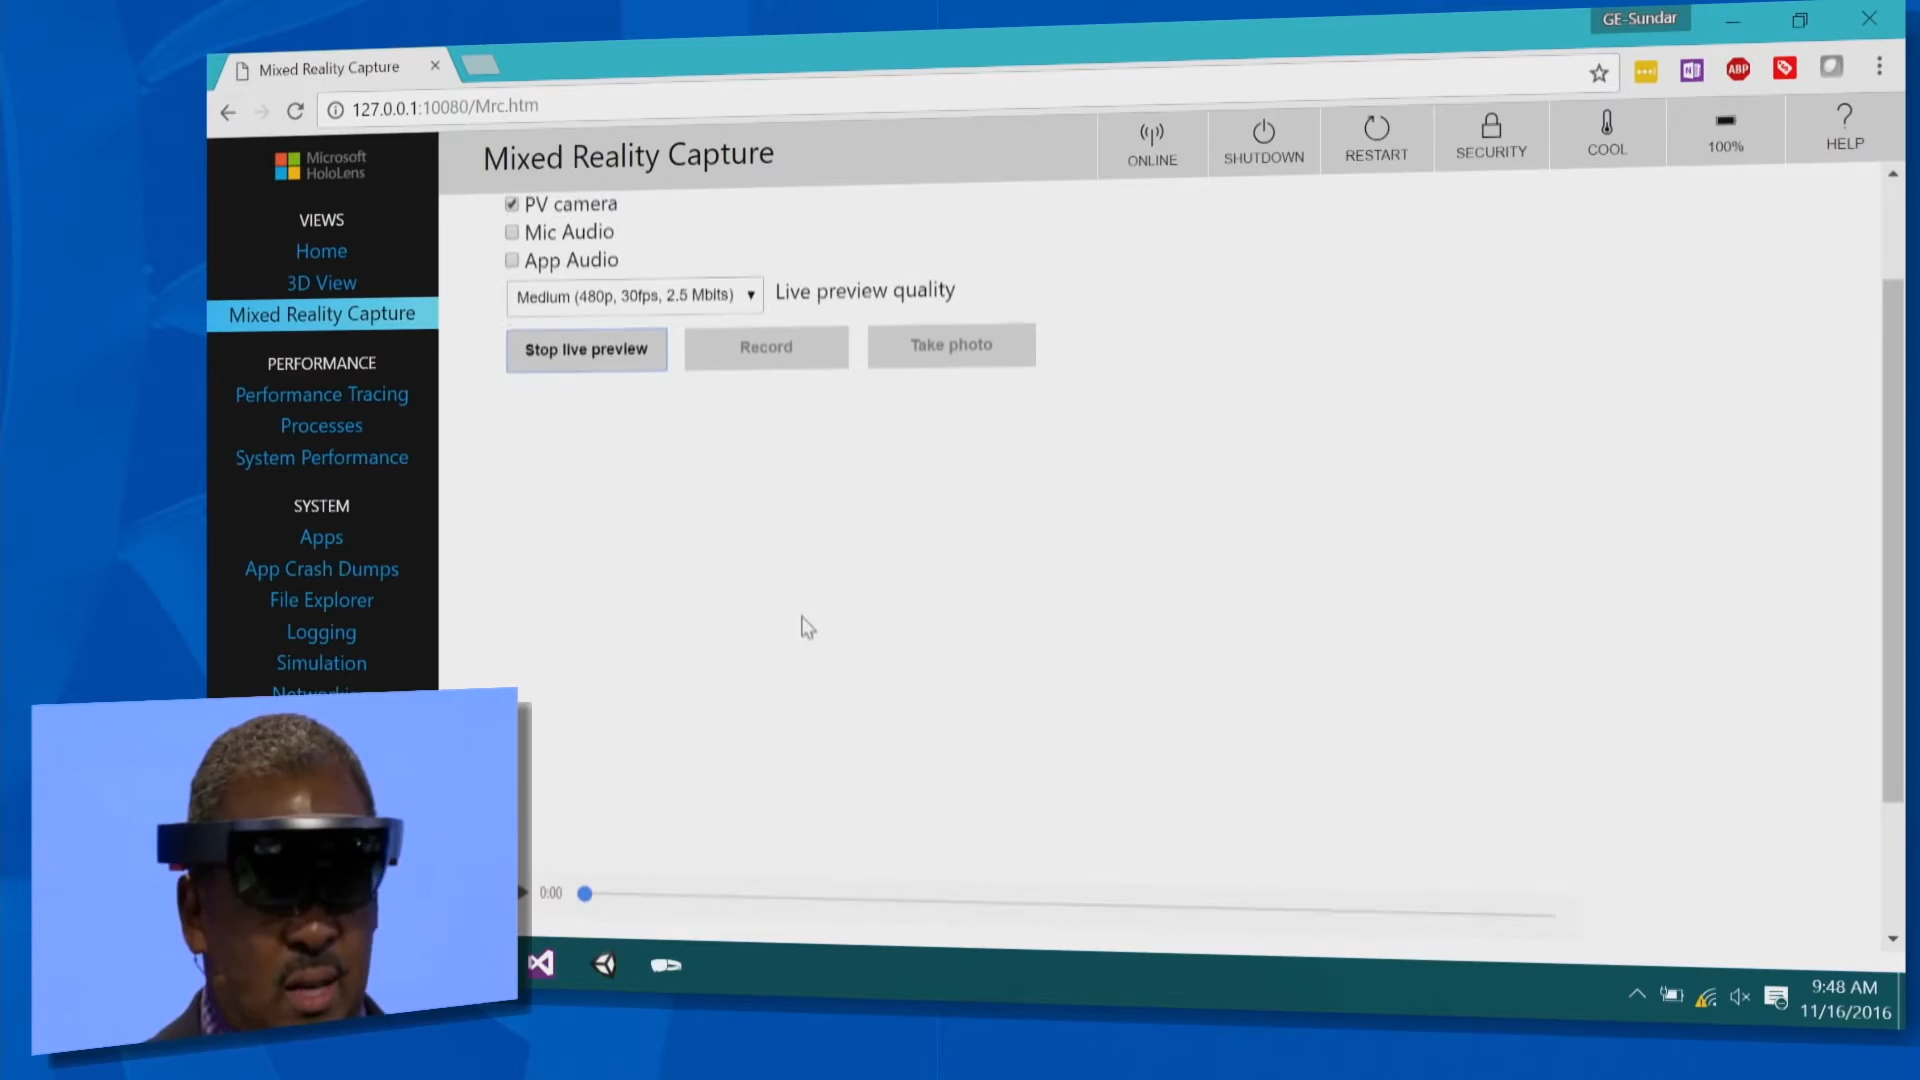 GE-Sundar
Mixed Reality Capture
127.0.0.1:10080/Mrc.htm
ABP
Microsoft
HoloLens
Mixed Reality Capture
ONLINE
SHUTDOWN
RESTART
SECURITY
COOL
100%
HELP
VIEWS
Home
3D View
Mixed Reality Capture
PERFORMANCE
Performance Tracing
Processes
System Performance
SYSTEM
Apps
App Crash Dumps
File Explorer
Logging
Simulation
PV camera
Mic Audio
App Audio
Medium (480p, 30fps, 2.5 Mbits)
Live preview quality
Stop live preview
Record
Take photo
0:00
9:48 AM
11/16/2016